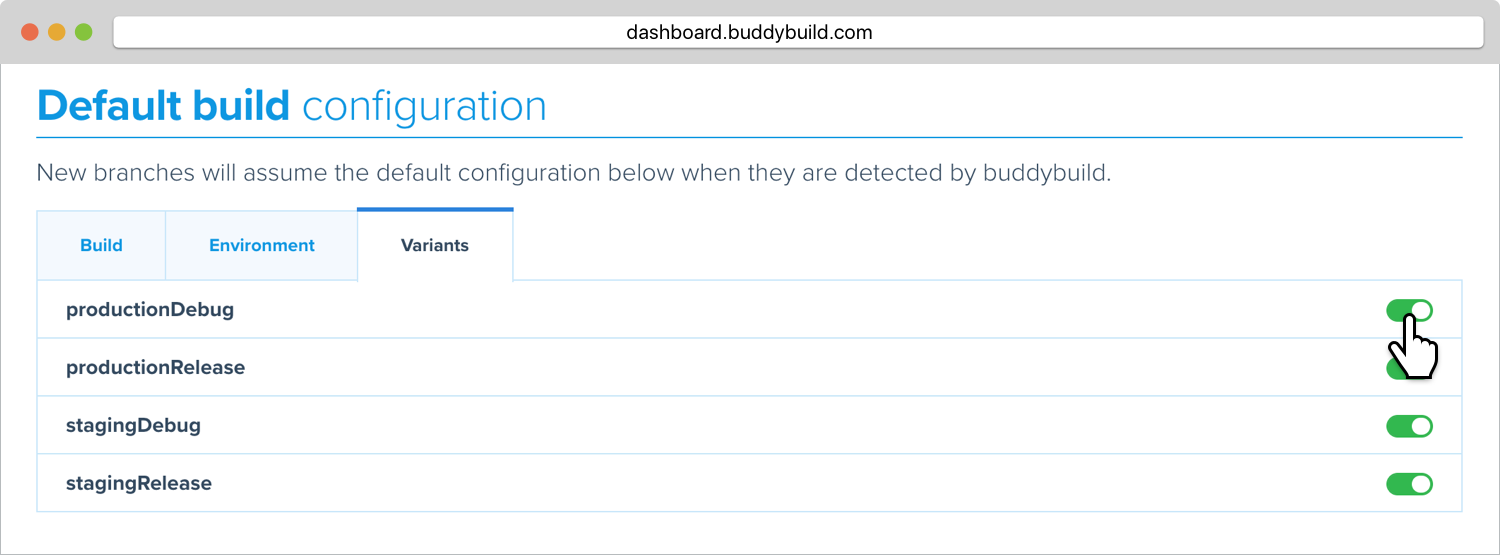 dashboard.buddybuild.com
Default build configuration
New branches will assume the default configuration below when they are detected by buddybuild.
Build Environment Variants
productionDebug
productionRelease
stagingDebug
stagingRelease